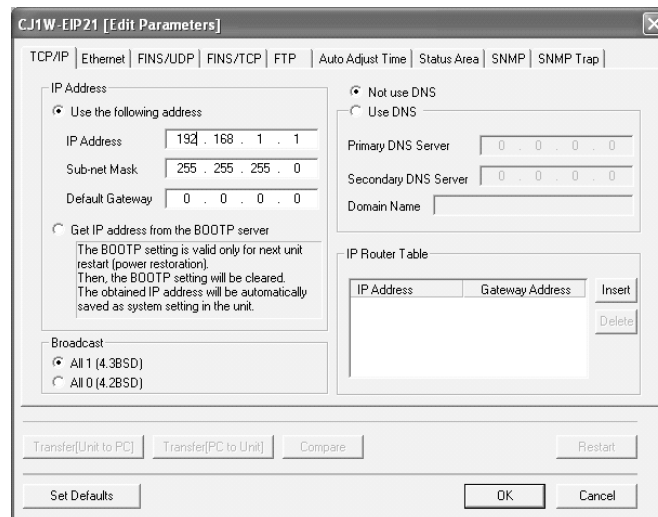 CJ1W-EIP21 [Edit Parameters]
TCP/IP Ethernet FINS/UDP FINS/TCP FTP Auto Adjust Time Status Area SNMP SNMP Trap
IP Address
Use the following address
IP Address 192 . 168 . 1 . 1
Sub-net Mask 255 . 255 . 255 . 0
Default Gateway 0 . 0 . 0 . 0
Get IP address from the BOOTP server
The BOOTP setting is valid only for next unit
restart (power restoration).
Then, the BOOTP setting will be cleared.
The obtained IP address will be automatically
saved as system setting in the unit.
Broadcast
All 1 (4.3BSD)
All 0 (4.2BSD)
Not use DNS
Use DNS
Primary DNS Server 0 . 0 . 0 . 0
Secondary DNS Server 0 . 0 . 0 . 0
Domain Name
IP Router Table
IP Address Gateway Address
Insert
Delete
Transfer[Unit to PC] Transfer[PC to Unit] Compare Restart
Set Defaults OK Cancel